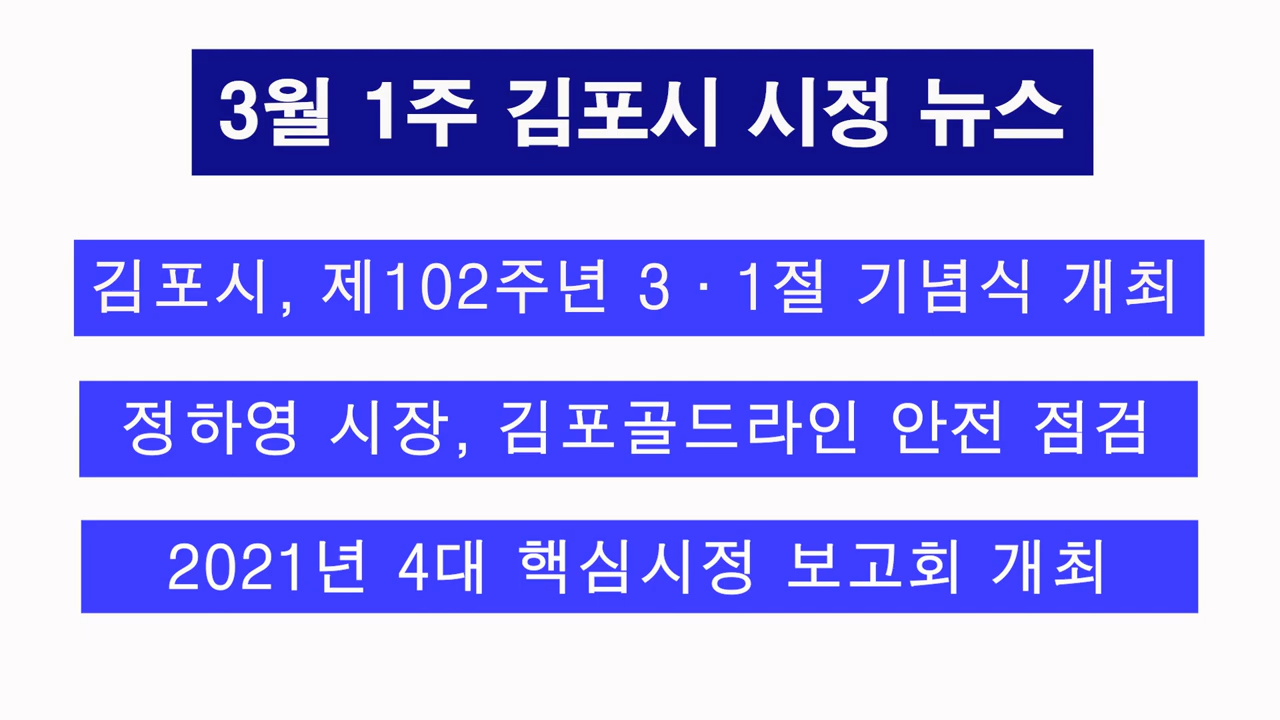 3월 1주 김포시 시정 뉴스
김포시, 제102주년 3 · 1절 기념식 개최
정하영 시장, 김포골드라인 안전 점검
2021년 4대 핵심시정 보고회 개최